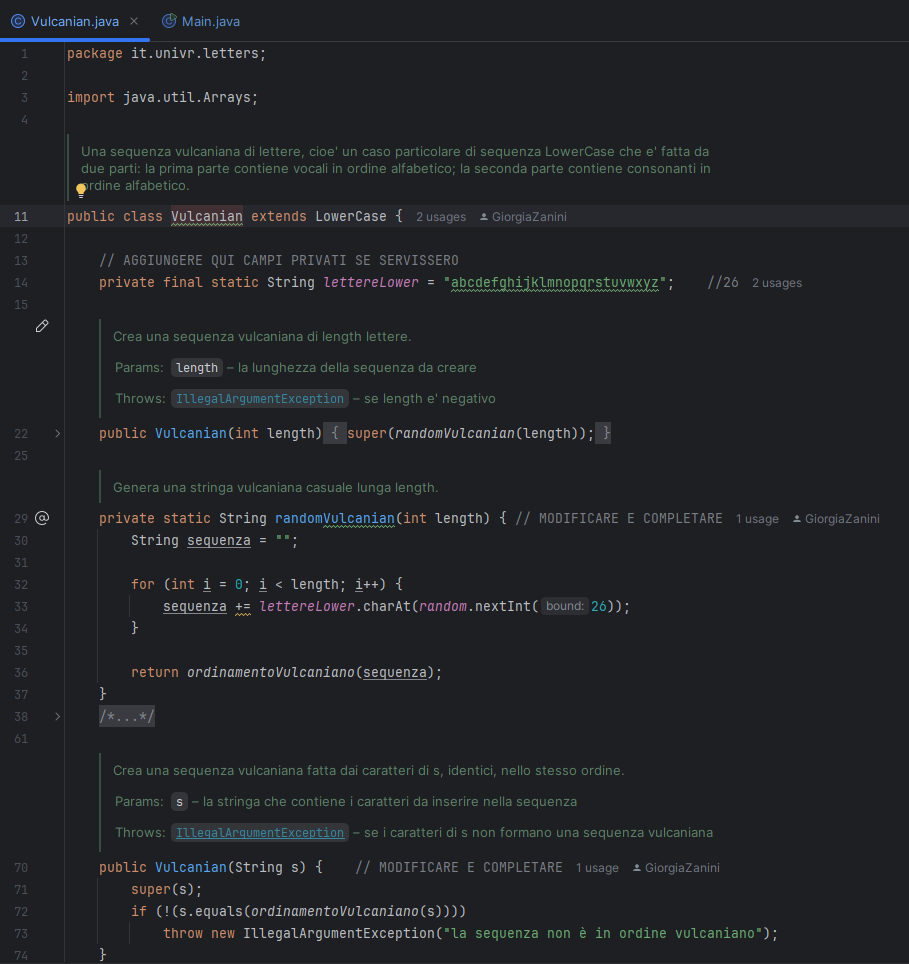 Vulcanian.java
Main.java
1 package it.univr.letters;
2
3 import java.util.Arrays;
4
Una sequenza vulcaniana di lettere, cioe' un caso particolare di sequenza LowerCase che e' fatta da
due parti: la prima parte contiene vocali in ordine alfabetico; la seconda parte contiene consonanti in
ordine alfabetico.
11 public class Vulcanian extends LowerCase { 2 usages GiorgiaZanini
12
13 // AGGIUNGERE QUI CAMPI PRIVATI SE SERVISSERO
14 private final static String lettereLower = "abcdefghijklmnopqrstuvwxyz"; //26 2 usages
15
Crea una sequenza vulcaniana di length lettere.
Params: length – la lunghezza della sequenza da creare
Throws: IllegalArgumentException – se length e' negativo
22 public Vulcanian(int length) { super(randomVulcanian(length)); }
25
Genera una stringa vulcaniana casuale lunga length.
29 @ private static String randomVulcanian(int length) { // MODIFICARE E COMPLETARE 1 usage GiorgiaZanini
30 String sequenza = "";
31
32 for (int i = 0; i < length; i++) {
33 sequenza += lettereLower.charAt(random.nextInt( bound: 26));
34 }
35
36 return ordinamentoVulcaniano(sequenza);
37 }
38 /*...*/
61
Crea una sequenza vulcaniana fatta dai caratteri di s, identici, nello stesso ordine.
Params: s – la stringa che contiene i caratteri da inserire nella sequenza
Throws: IllegalArgumentException – se i caratteri di s non formano una sequenza vulcaniana
70 public Vulcanian(String s) { // MODIFICARE E COMPLETARE 1 usage GiorgiaZanini
71 super(s);
72 if (!(s.equals(ordinamentoVulcaniano(s))))
73 throw new IllegalArgumentException("la sequenza non è in ordine vulcaniano");
74 }